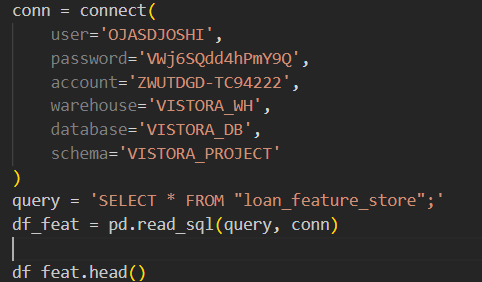 conn = connect(
    user='OJASDJOSHI',
    password='VWj6SQdd4hPmY9Q',
    account='ZWUTDGD-TC94222',
    warehouse='VISTORA_WH',
    database='VISTORA_DB',
    schema='VISTORA_PROJECT'
)
query = 'SELECT * FROM "loan_feature_store";'
df_feat = pd.read_sql(query, conn)
df_feat.head()